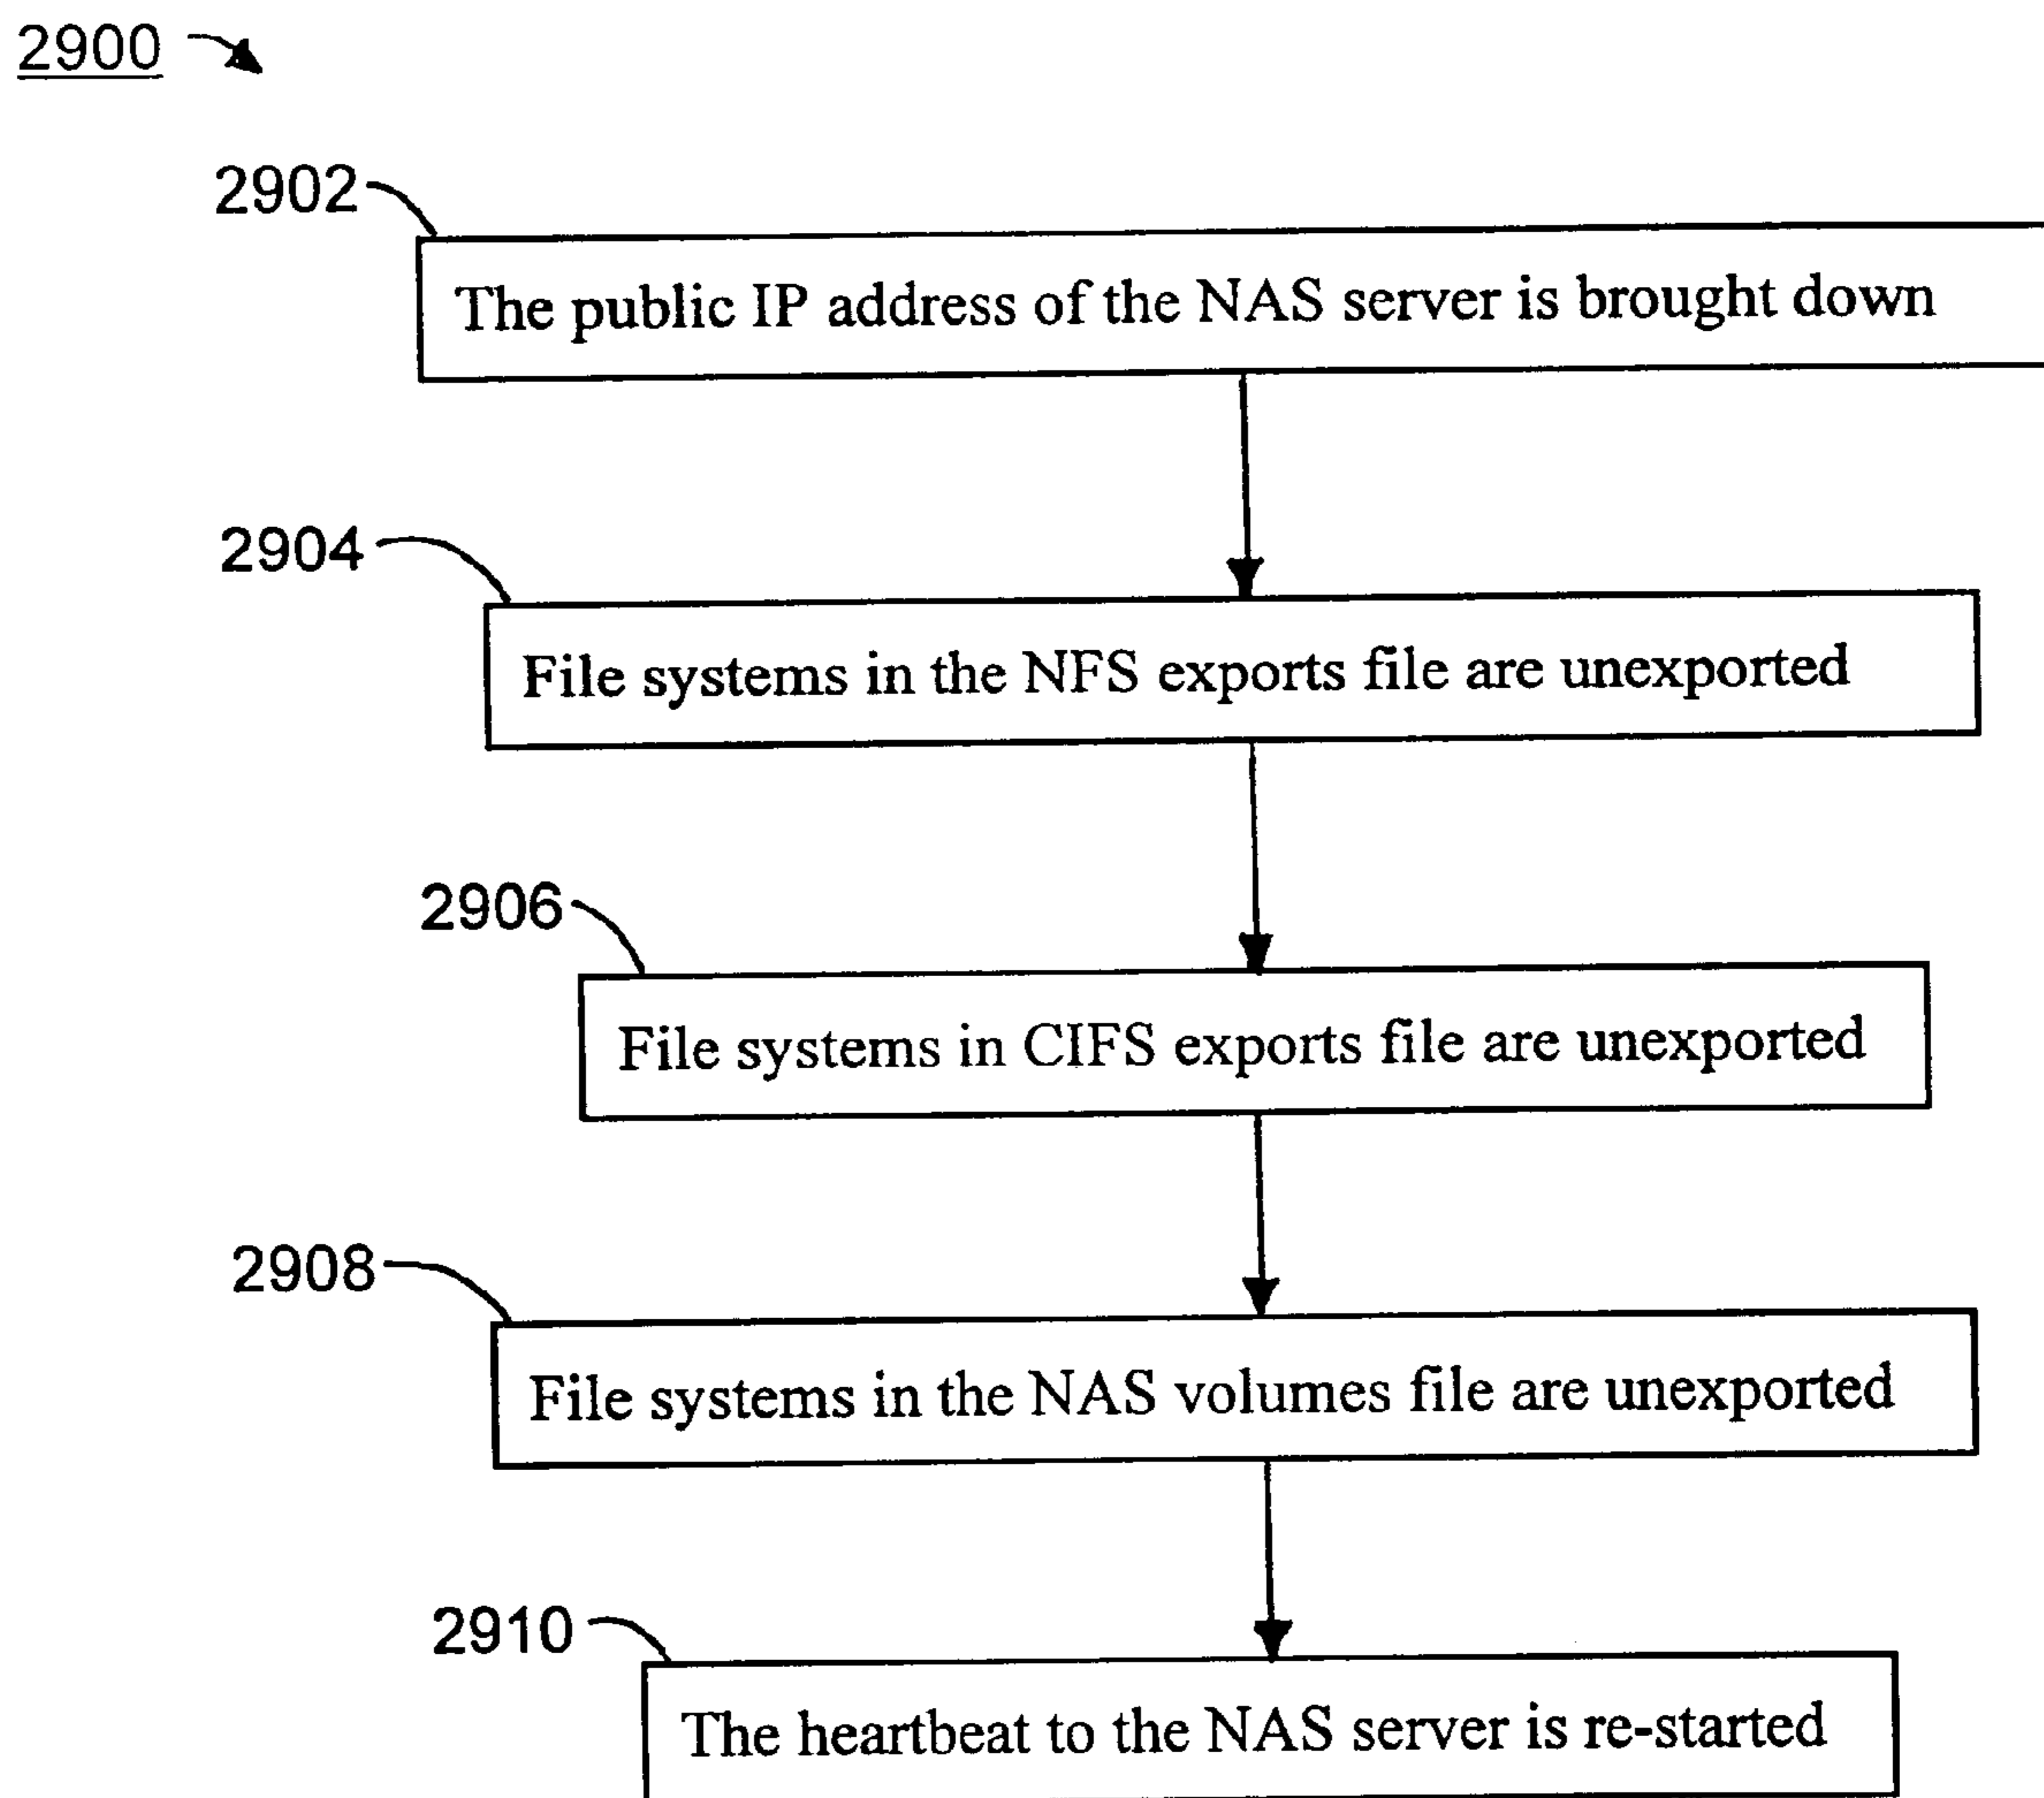 2900
2902
The public IP address of the NAS server is brought down
2904
File systems in the NFS exports file are unexported
2906
File systems in CIFS exports file are unexported
2908
File systems in the NAS volumes file are unexported
2910
The heartbeat to the NAS server is re-started